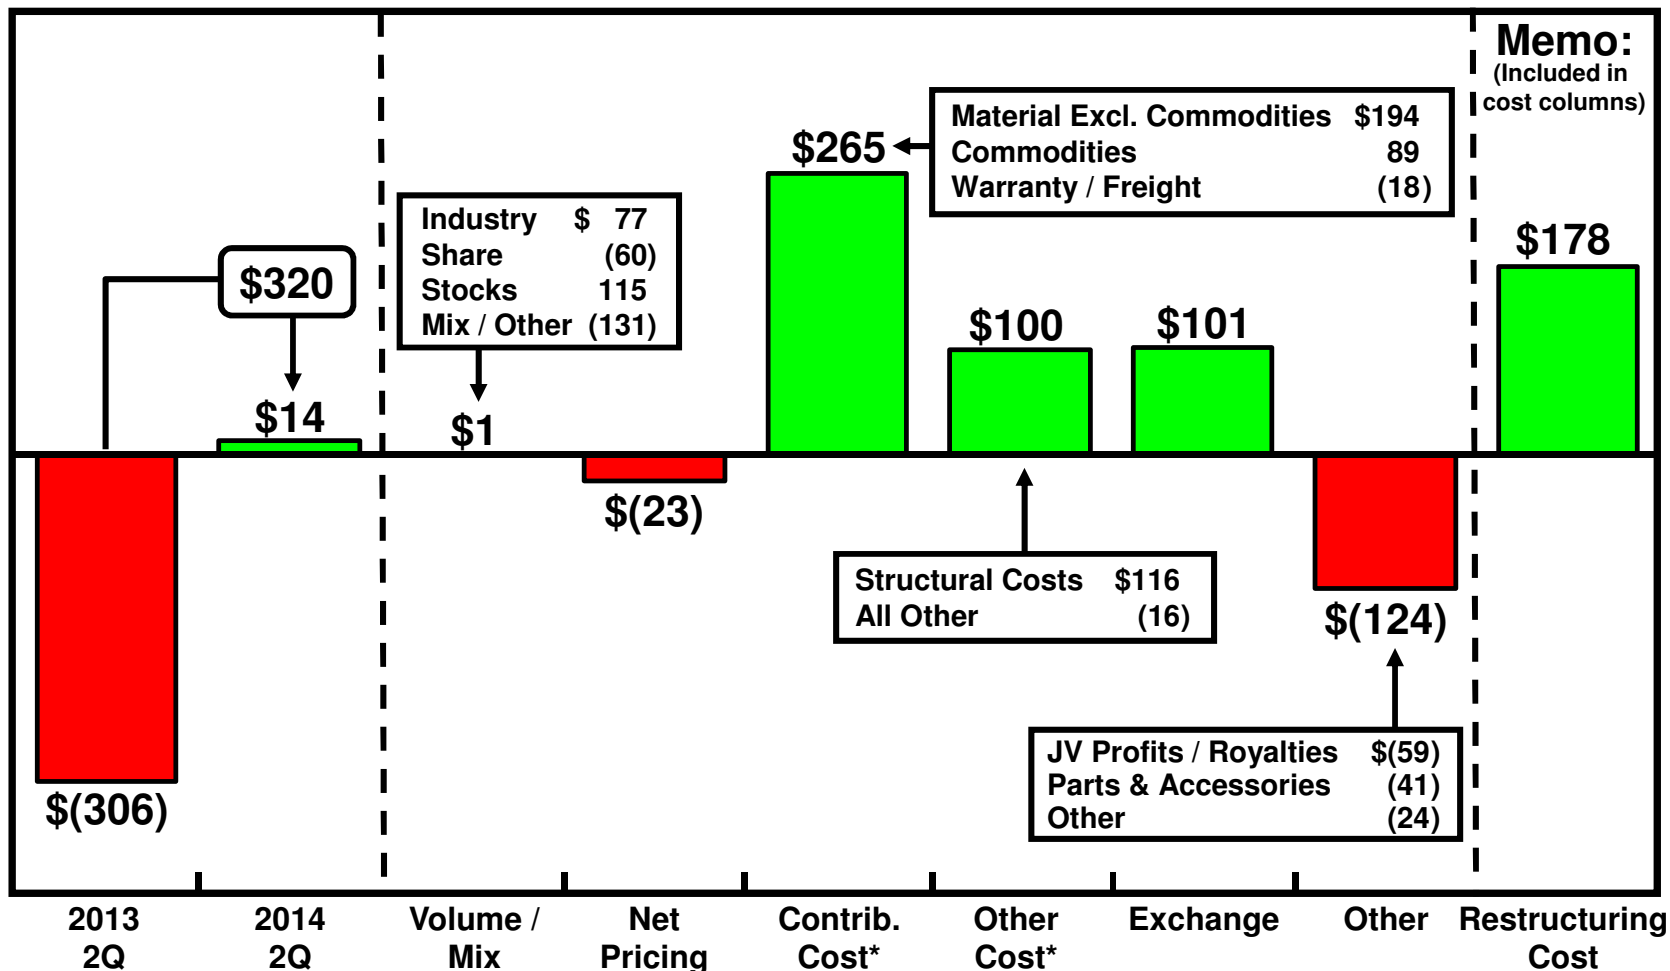 Memo:
(Included in
cost columns)
Material Excl. Commodities $194
Commodities 89
Warranty / Freight (18)
$265
Industry $ 77
Share (60)
Stocks 115
Mix / Other (131)
$178
$320
$100
$101
$14
$1
$(23)
Structural Costs $116
All Other (16)
$(124)
JV Profits / Royalties $(59)
Parts & Accessories (41)
Other (24)
$(306)
2013
2Q
2014
2Q
Volume /
Mix
Net
Pricing
Contrib.
Cost*
Other
Cost*
Exchange
Other
Restructuring
Cost